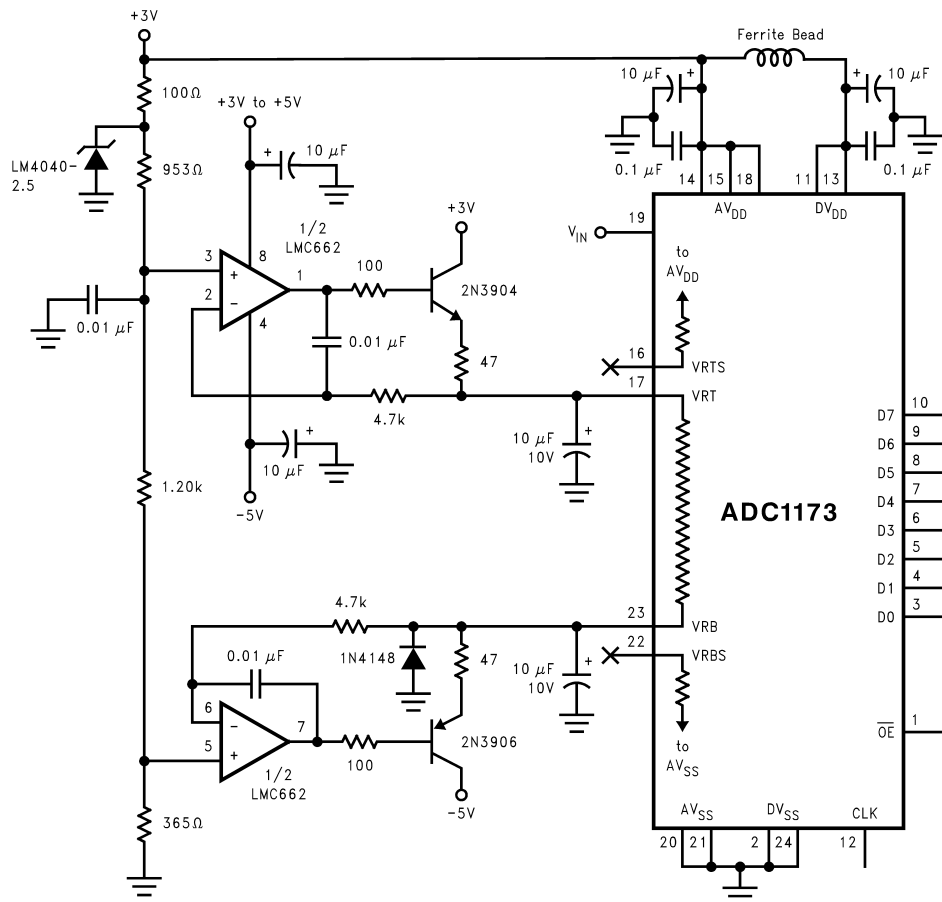 +3V
Ferrite Bead
10 μF +
+ 10 μF
100Ω
+3V to +5V
LM4040-
2.5
953Ω
+ 10 μF
0.1 μF
0.1 μF
14 15 18
11 13
AVDD
DVDD
+3V
19
VIN
1/2
LMC662
to
AVDD
3
+
8
1
100
2N3904
2
−
4
0.01 μF
0.01 μF
47
16
VRTS
17
VRT
4.7k
10
D7
9
D6
10 μF
10V
+
+
10 μF
8
D5
1.20k
-5V
7
D4
ADC1173
6
D3
5
D2
4
D1
4.7k
23
VRB
3
D0
22
VRBS
0.01 μF
1N4148
47
10 μF
10V
+
6
−
7
5
+
100
2N3906
1
OE
to
AVSS
1/2
LMC662
-5V
365Ω
AVSS
DVSS
CLK
20 21
2 24
12